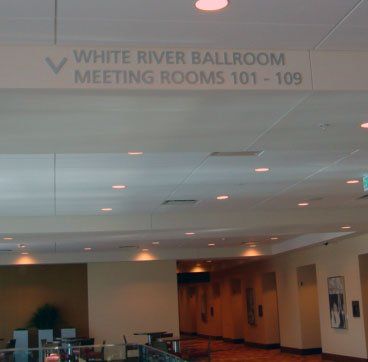 WHITE RIVER BALLROOM
MEETING ROOMS 101 - 109